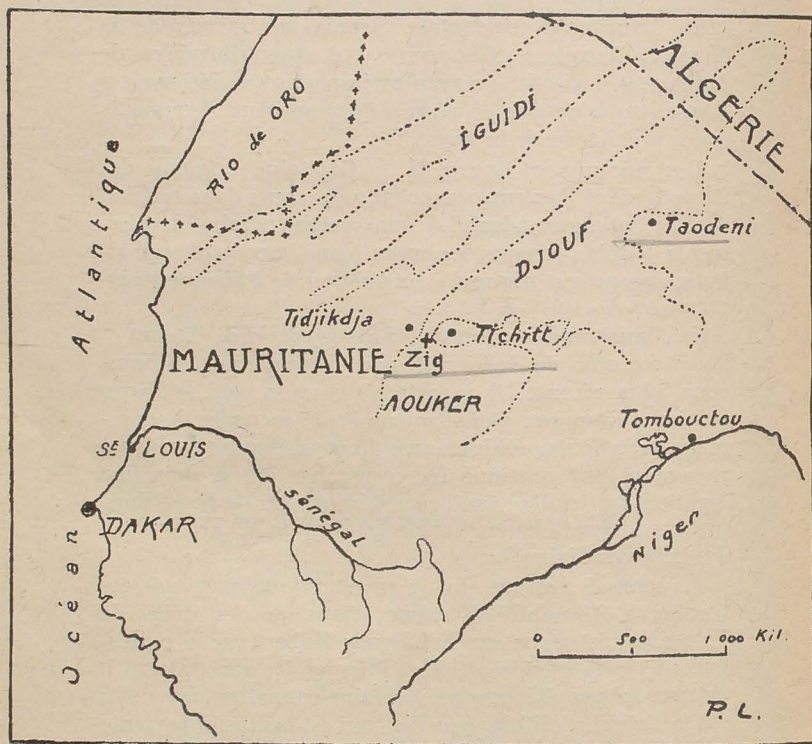 ALGÉRIE
RIO de ORO
IGUIDI
Atlantique
Océan
Taodeni
DJOUF
Tidjikdja
Tichitt
MAURITANIE
Zig
AOUKER
Tombouctou
St LOUIS
Sénégal
DAKAR
Niger
0 500 1 000 Kil.
P. L.